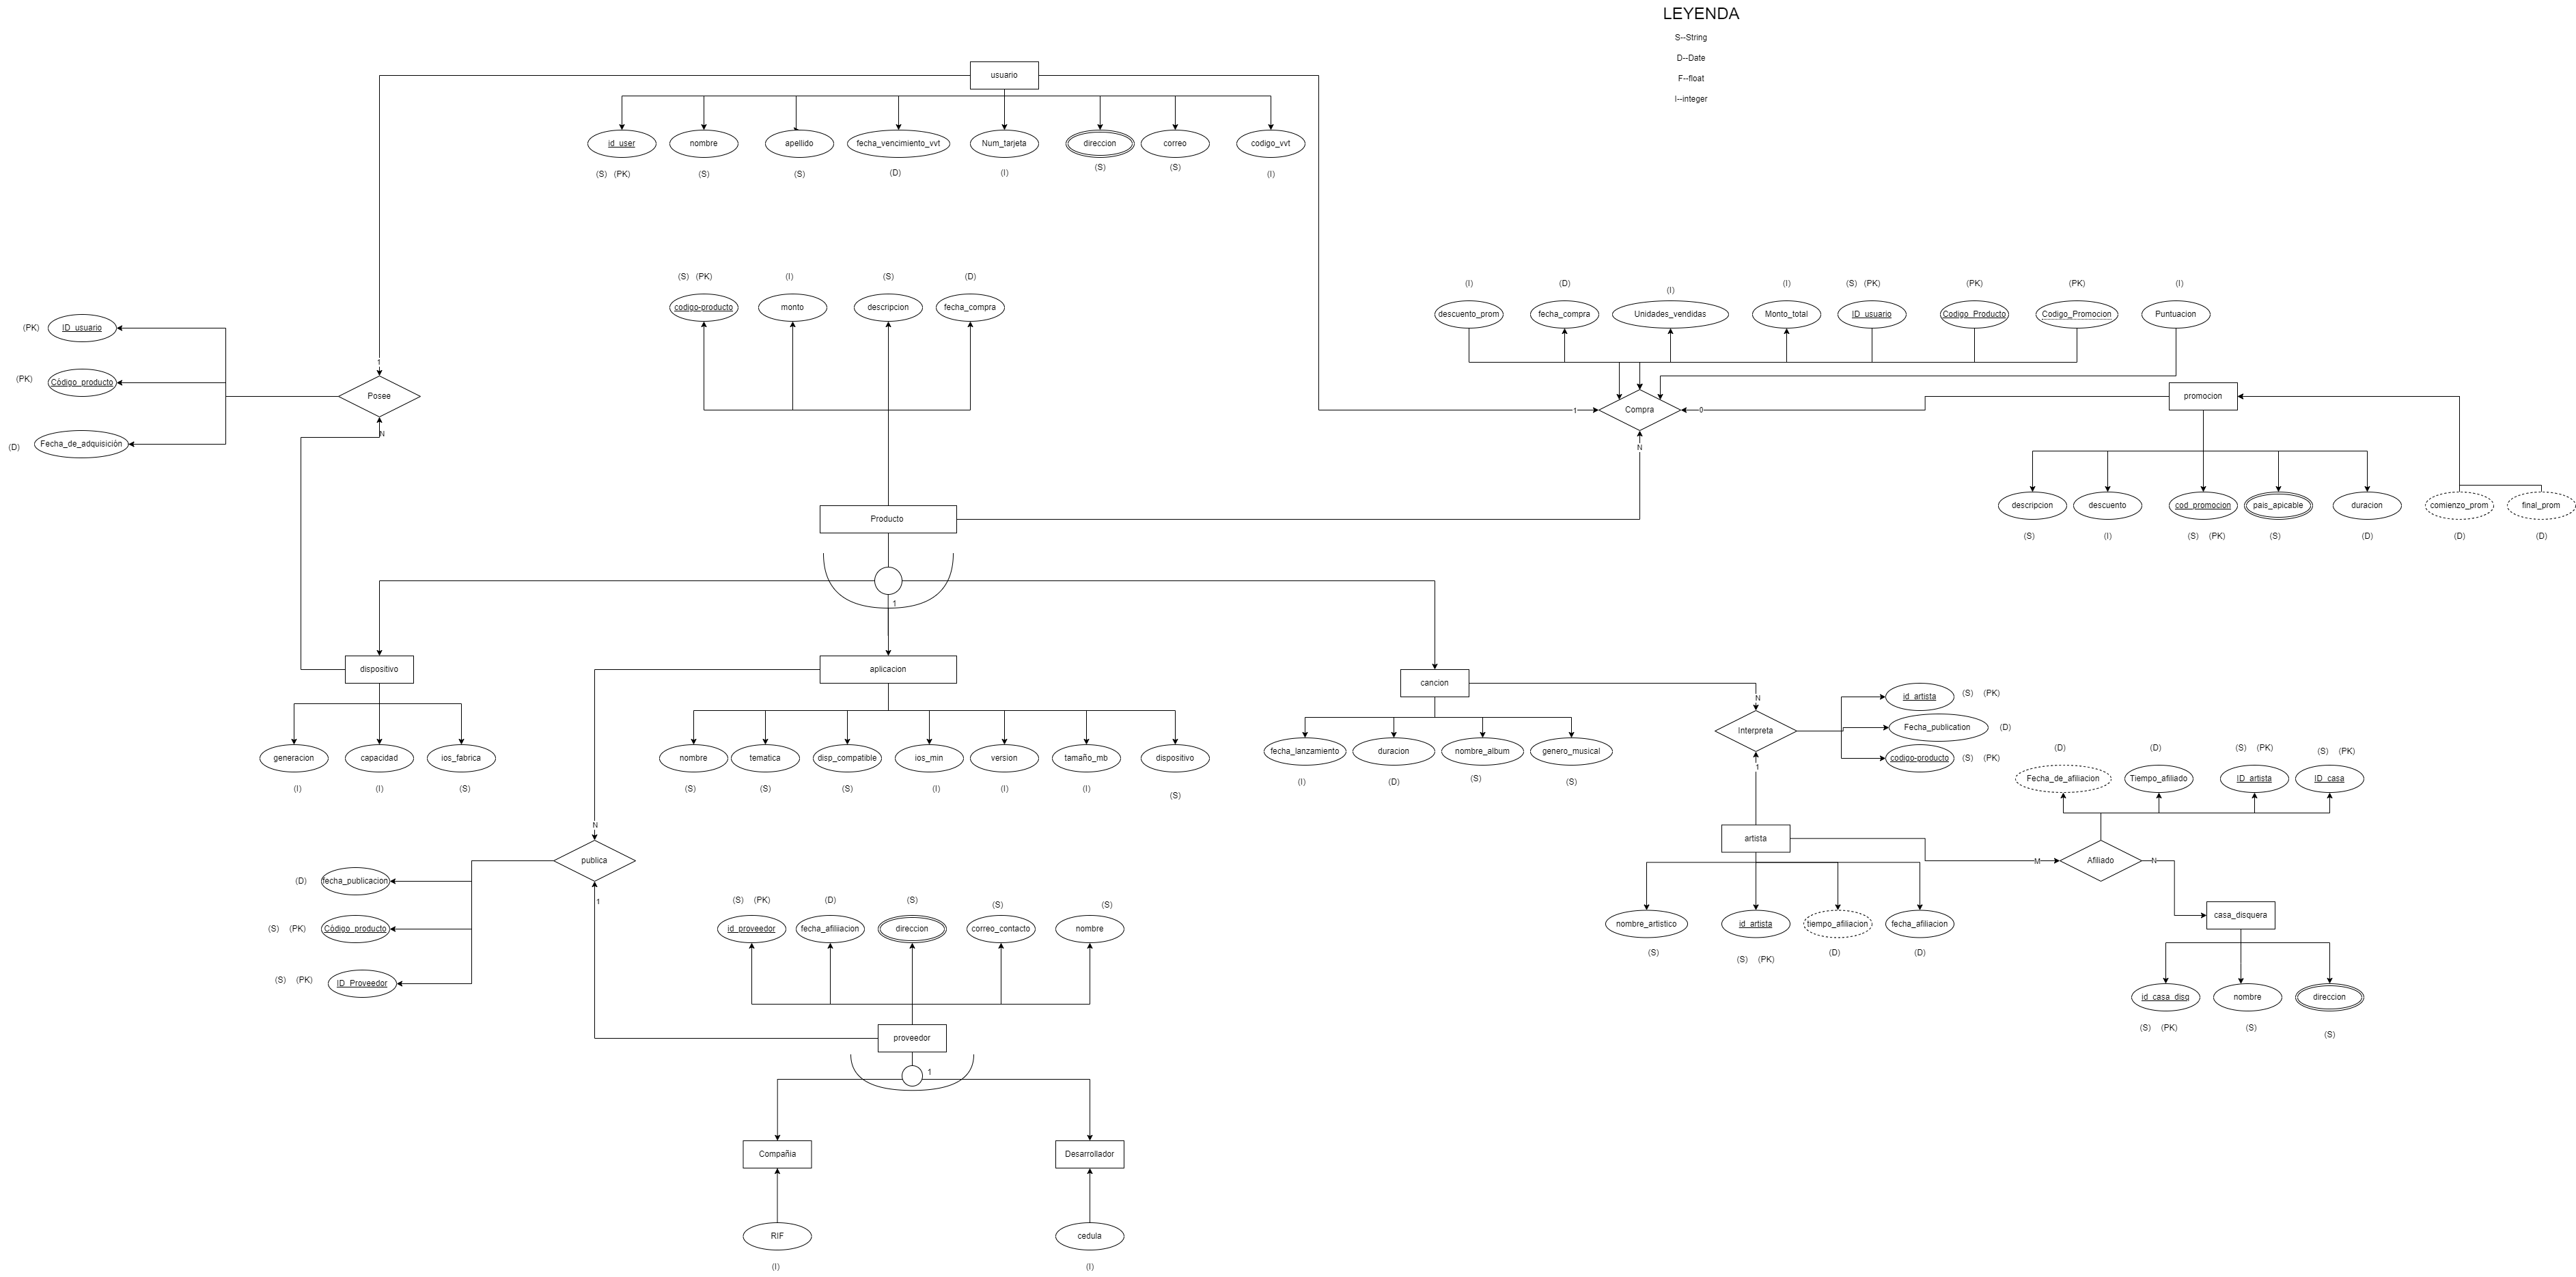 LEYENDA
S--String
D--Date
F--float
I--integer
usuario
id_user
nombre
apellido
fecha_vencimiento_vvt
Num_tarjeta
direccion
correo
codigo_vvt
(S) (PK)
(S)
(S)
(D)
(I)
(S)
(S)
(I)
(S) (PK)
(I)
(S)
(D)
codigo-producto
monto
descripcion
fecha_compra
(I)
(D)
(I)
(I)
(S) (PK)
(PK)
(PK)
(I)
descuento_prom
fecha_compra
Unidades_vendidas
Monto_total
ID_usuario
Codigo_Producto
Codigo_Promocion
Puntuacion
(PK)
ID_usuario
(PK)
Código_producto
(D)
Fecha_de_adquisición
1
Posee
N
1
Compra
0
N
promocion
descripcion
descuento
cod_promocion
pais_apicable
duracion
comienzo_prom
final_prom
(S)
(I)
(S) (PK)
(S)
(D)
(D)
(D)
Producto
1
dispositivo
generacion
capacidad
ios_fabrica
(I)
(I)
(S)
aplicacion
nombre
tematica
disp_compatible
ios_min
version
tamaño_mb
dispositivo
(S)
(S)
(S)
(I)
(I)
(I)
(S)
cancion
fecha_lanzamiento
duracion
nombre_album
genero_musical
(I)
(D)
(S)
(S)
N
Interpreta
1
id_artista
(S) (PK)
Fecha_publication
(D)
codigo-producto
(S) (PK)
(D)
(D)
(S) (PK)
(S) (PK)
Fecha_de_afiliacion
Tiempo_afiliado
ID_artista
ID_casa
artista
M
Afiliado
N
nombre_artistico
id_artista
tiempo_afiliacion
fecha_afiliacion
(S)
(S) (PK)
(D)
(D)
casa_disquera
id_casa_disq
nombre
direccion
(S) (PK)
(S)
(S)
N
publica
1
(D)
fecha_publicacion
(S) (PK)
Código_producto
(S) (PK)
ID_Proveedor
(S) (PK)
(D)
(S)
(S)
(S)
id_proveedor
fecha_afiliiacion
direccion
correo_contacto
nombre
proveedor
1
Compañia
Desarrollador
RIF
cedula
(I)
(I)